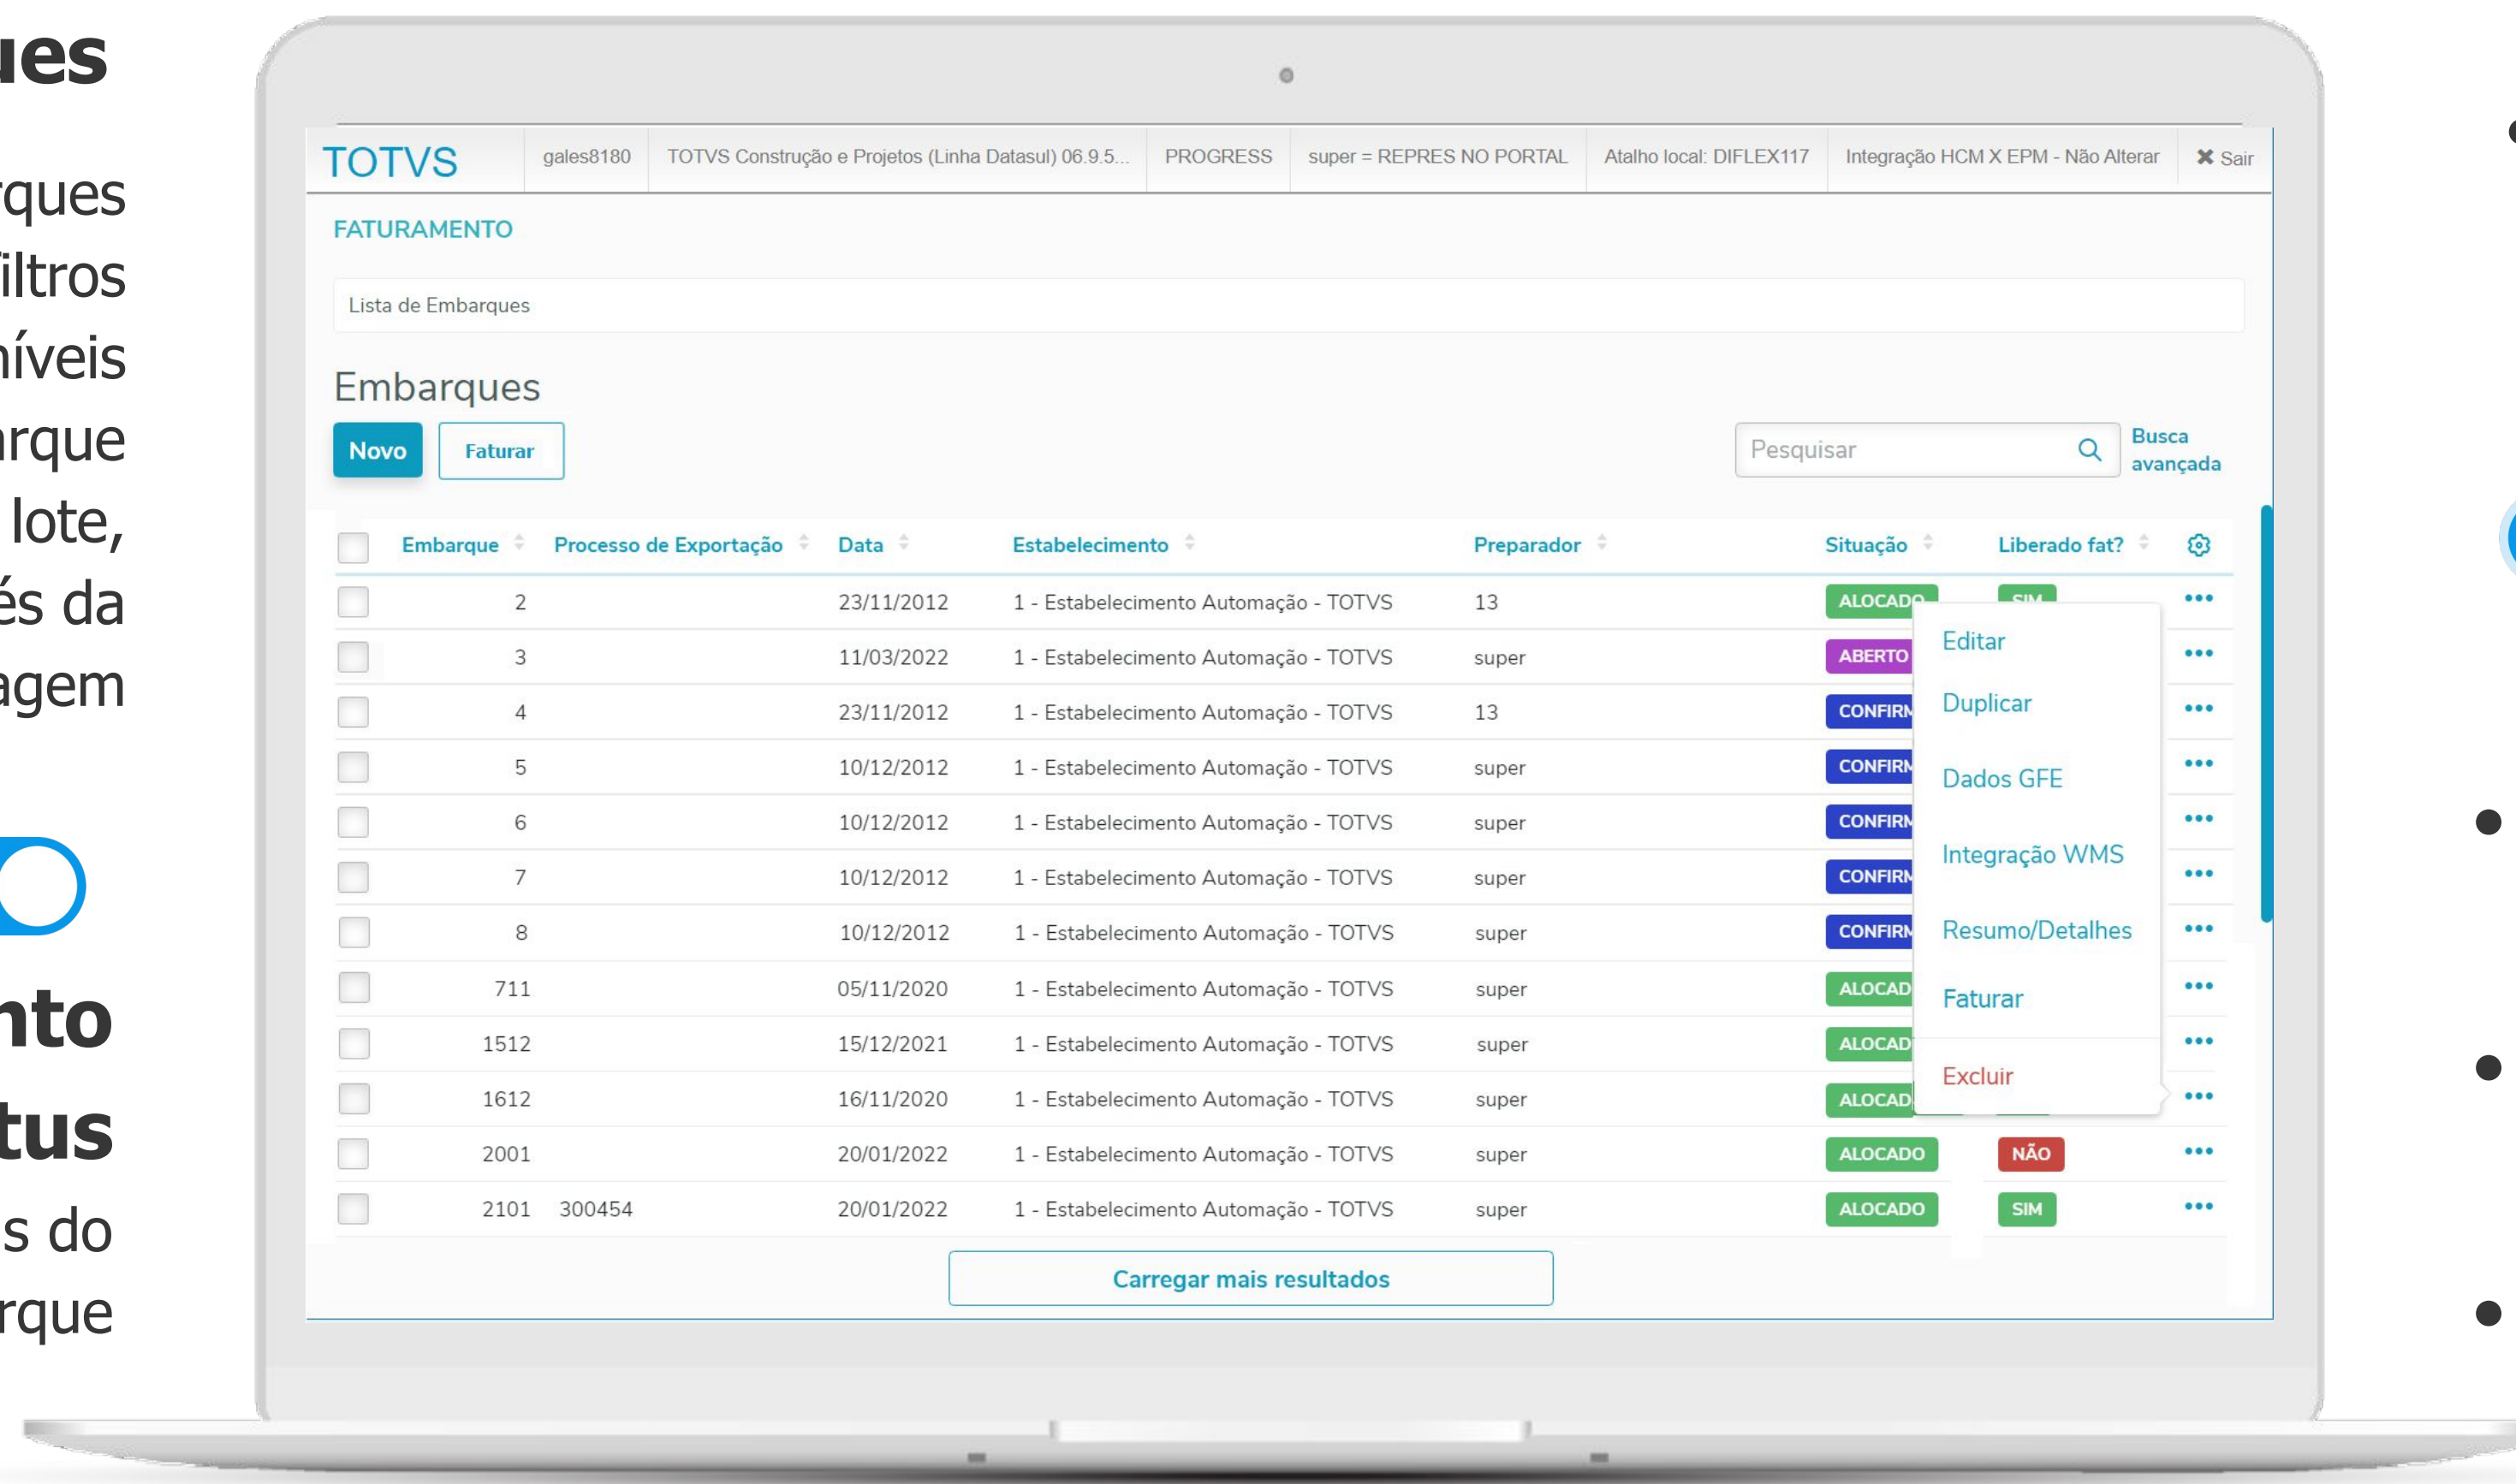 ues
rques
filtros
níveis
arque
lote,
és da
agem
nto
tus
s do
rque
TOTVS gales8180 TOTVS Construção e Projetos (Linha Datasul) 06.9.5... PROGRESS super = REPRES NO PORTAL Atalho local: DIFLEX117 Integração HCM X EPM - Não Alterar ✖ Sair
FATURAMENTO
Lista de Embarques
Embarques
Novo Faturar Pesquisar Busca avançada
Embarque Processo de Exportação Data Estabelecimento Preparador Situação Liberado fat?
2 23/11/2012 1 - Estabelecimento Automação - TOTVS 13 ALOCADO SIM
3 11/03/2022 1 - Estabelecimento Automação - TOTVS super ABERTO
4 23/11/2012 1 - Estabelecimento Automação - TOTVS 13 CONFIRM
5 10/12/2012 1 - Estabelecimento Automação - TOTVS super CONFIRM
6 10/12/2012 1 - Estabelecimento Automação - TOTVS super CONFIRM
7 10/12/2012 1 - Estabelecimento Automação - TOTVS super CONFIRM
8 10/12/2012 1 - Estabelecimento Automação - TOTVS super CONFIRM
711 05/11/2020 1 - Estabelecimento Automação - TOTVS super ALOCAD
1512 15/12/2021 1 - Estabelecimento Automação - TOTVS super ALOCAD
1612 16/11/2020 1 - Estabelecimento Automação - TOTVS super ALOCAD
2001 20/01/2022 1 - Estabelecimento Automação - TOTVS super ALOCADO NÃO
2101 300454 20/01/2022 1 - Estabelecimento Automação - TOTVS super ALOCADO SIM
Editar
Duplicar
Dados GFE
Integração WMS
Resumo/Detalhes
Faturar
Excluir
Carregar mais resultados